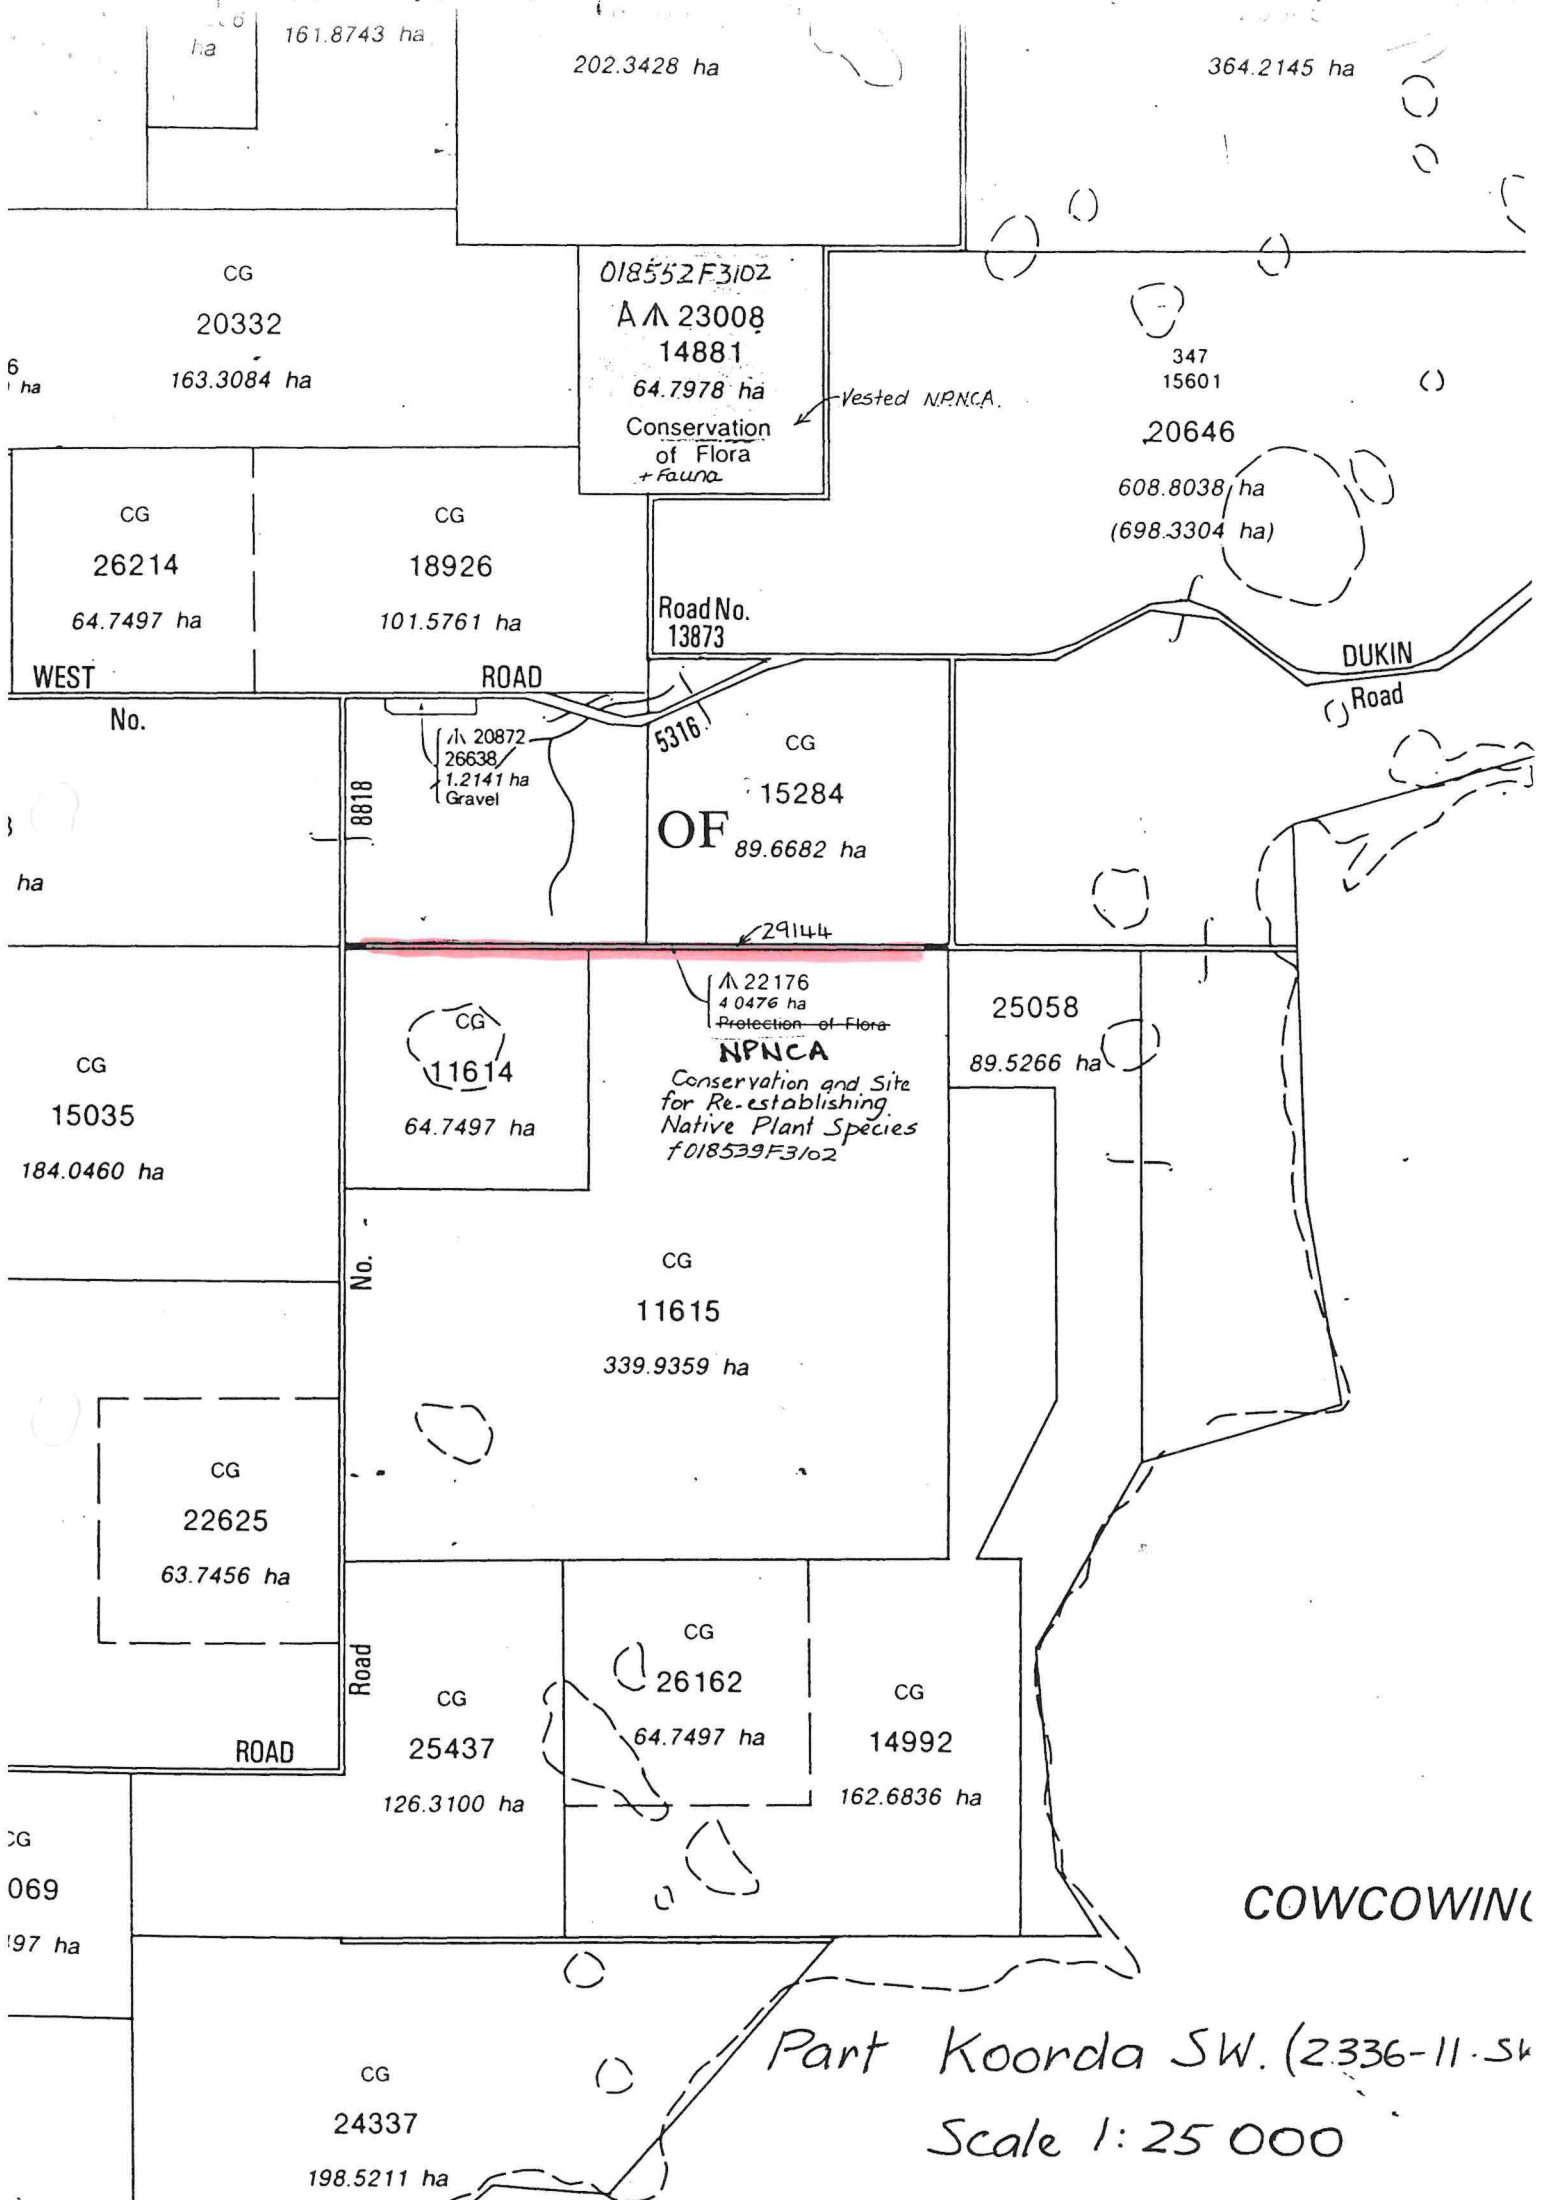 ha
161.8743 ha
202.3428 ha
364.2145 ha
CG
20332
163.3084 ha
6
ha
018552F3102
A 23008
14881
64.7978 ha
Conservation
of Flora
+ Fauna
Vested NPNCA.
347
15601
20646
608.8038 ha
(698.3304 ha)
CG
26214
64.7497 ha
CG
18926
101.5761 ha
Road No.
13873
WEST
ROAD
DUKIN
Road
No.
20872
26638
1.2141 ha
Gravel
8818
5316
CG
15284
OF
89.6682 ha
ha
29144
22176
4.0476 ha
Protection of Flora
NPNCA
Conservation and Site
for Re-establishing
Native Plant Species
f018539F3102
25058
89.5266 ha
CG
11614
64.7497 ha
CG
15035
184.0460 ha
No.
CG
11615
339.9359 ha
CG
22625
63.7456 ha
Road
ROAD
CG
25437
126.3100 ha
CG
26162
64.7497 ha
CG
14992
162.6836 ha
CG
069
97 ha
COWCOWIN
Part Koorda SW. (2336-11.SW
Scale 1:25 000
CG
24337
198.5211 ha